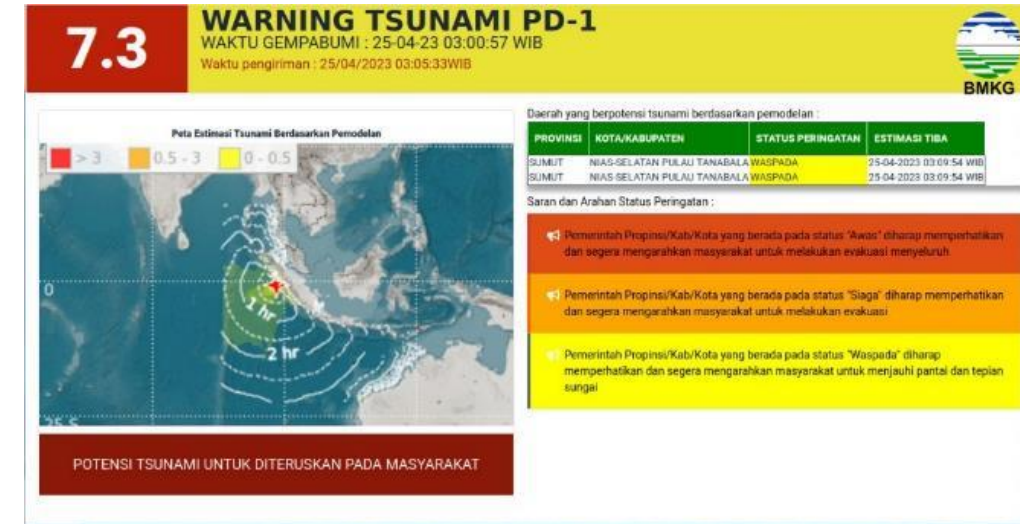 7.3
WARNING TSUNAMI PD-1
WAKTU GEMPABUMI : 25-04-23 03:00:57 WIB
Waktu pengiriman : 25/04/2023 03:05:33WIB
BMKG
Peta Estimasi Tsunami Berdasarkan Pemodelan
> 3 0.5 - 3 0 - 0.5
0
1 hr
2 hr
25 S
POTENSI TSUNAMI UNTUK DITERUSKAN PADA MASYARAKAT
Daerah yang berpotensi tsunami berdasarkan pemodelan :
PROVINSI KOTA/KABUPATEN STATUS PERINGATAN ESTIMASI TIBA
SUMUT NIAS-SELATAN PULAU TANABALA WASPADA 25-04-2023 03:09:54 WIB
SUMUT NIAS-SELATAN PULAU TANABALA WASPADA 25-04-2023 03:09:54 WIB
Saran dan Arahan Status Peringatan :
Pemerintah Propinsi/Kab/Kota yang berada pada status "Awas" diharap memperhatikan
dan segera mengarahkan masyarakat untuk melakukan evakuasi menyeluruh
Pemerintah Propinsi/Kab/Kota yang berada pada status "Siaga" diharap memperhatikan
dan segera mengarahkan masyarakat untuk melakukan evakuasi
Pemerintah Propinsi/Kab/Kota yang berada pada status "Waspada" diharap
memperhatikan dan segera mengarahkan masyarakat untuk menjauhi pantai dan tepian
sungai